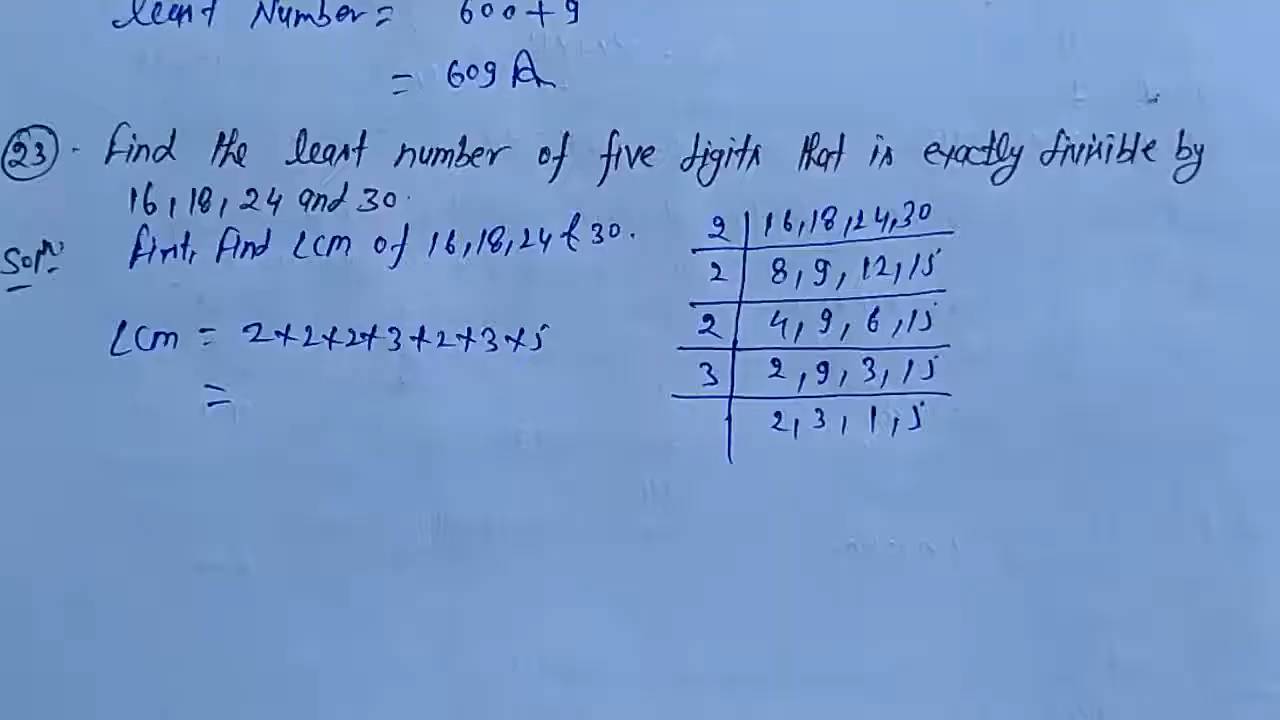 least Number = 600+9
= 609 A
(23). Find the least number of five digits that is exactly divisible by
16, 18, 24 and 30.
Solⁿ: first, find LCM of 16, 18, 24 & 30.
LCM = 2×2×2×3×2×3×5
=
2 | 16, 18, 24, 30
2 | 8, 9, 12, 15
2 | 4, 9, 6, 15
3 | 2, 9, 3, 15
| 2, 3, 1, 5